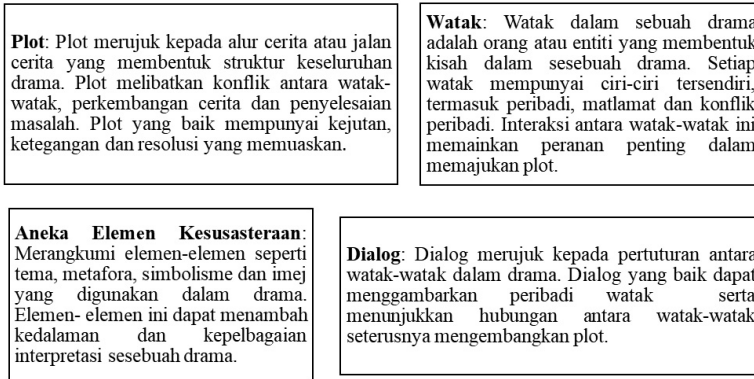 Plot: Plot merujuk kepada alur cerita atau jalan
cerita yang membentuk struktur keseluruhan
drama. Plot melibatkan konflik antara watak-
watak, perkembangan cerita dan penyelesaian
masalah. Plot yang baik mempunyai kejutan,
ketegangan dan resolusi yang memuaskan.
Watak: Watak dalam sebuah drama
adalah orang atau entiti yang membentuk
kisah dalam sesebuah drama. Setiap
watak mempunyai ciri-ciri tersendiri,
termasuk peribadi, matlamat dan konflik
peribadi. Interaksi antara watak-watak ini
memainkan peranan penting dalam
memajukan plot.
Aneka Elemen Kesusasteraan:
Merangkumi elemen-elemen seperti
tema, metafora, simbolisme dan imej
yang digunakan dalam drama.
Elemen- elemen ini dapat menambah
kedalaman dan kepelbagaian
interpretasi sesebuah drama.
Dialog: Dialog merujuk kepada pertuturan antara
watak-watak dalam drama. Dialog yang baik dapat
menggambarkan peribadi watak serta
menunjukkan hubungan antara watak-watak
seterusnya mengembangkan plot.